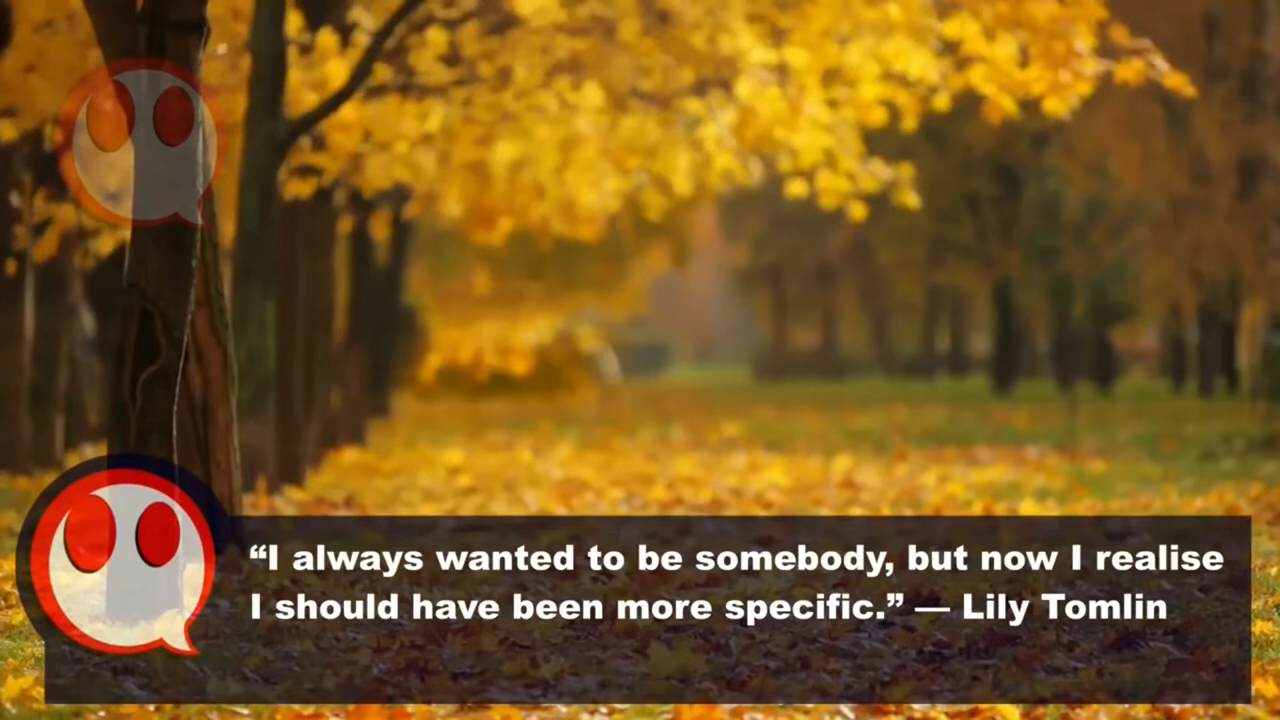 “I always wanted to be somebody, but now I realise
I should have been more specific.” — Lily Tomlin